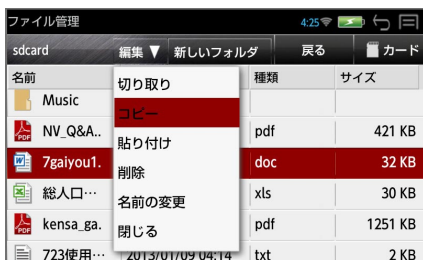 ファイル管理 4:25
sdcard 編集 ▼ 新しいフォルダ 戻る カード
名前 種類 サイズ
切り取り
コピー
貼り付け
削除
名前の変更
閉じる
Music
NV_Q&A.. pdf 421 KB
7gaiyou1. doc 32 KB
総人口… xls 30 KB
kensa_ga. pdf 1251 KB
723使用… 2013/01/09 04:14 txt 2 KB